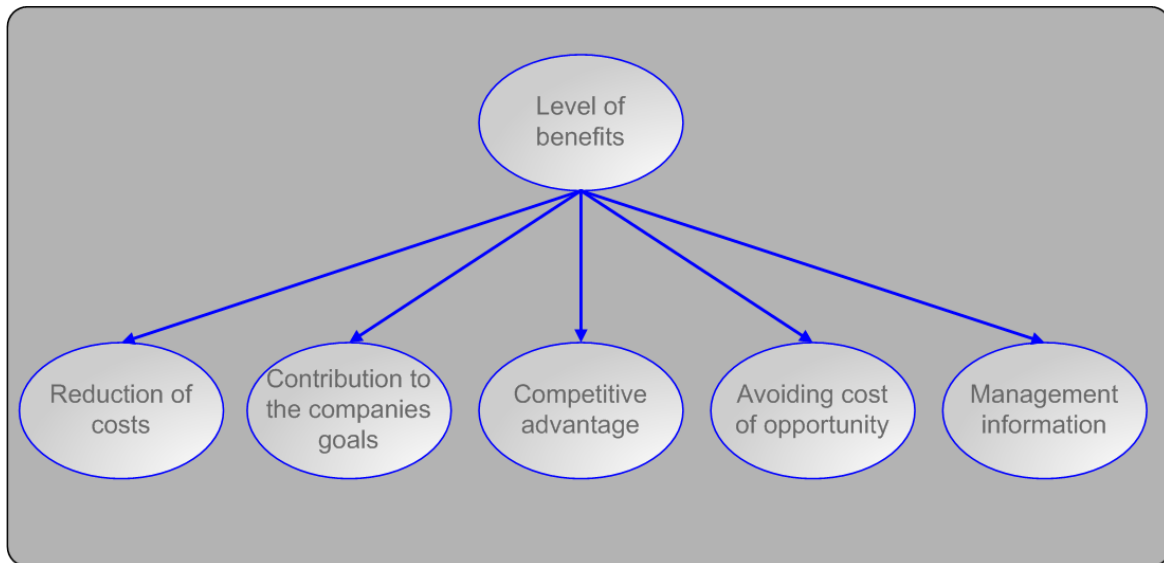 Level of
benefits
Reduction of
costs
Contribution to
the companies
goals
Competitive
advantage
Avoiding cost
of opportunity
Management
information